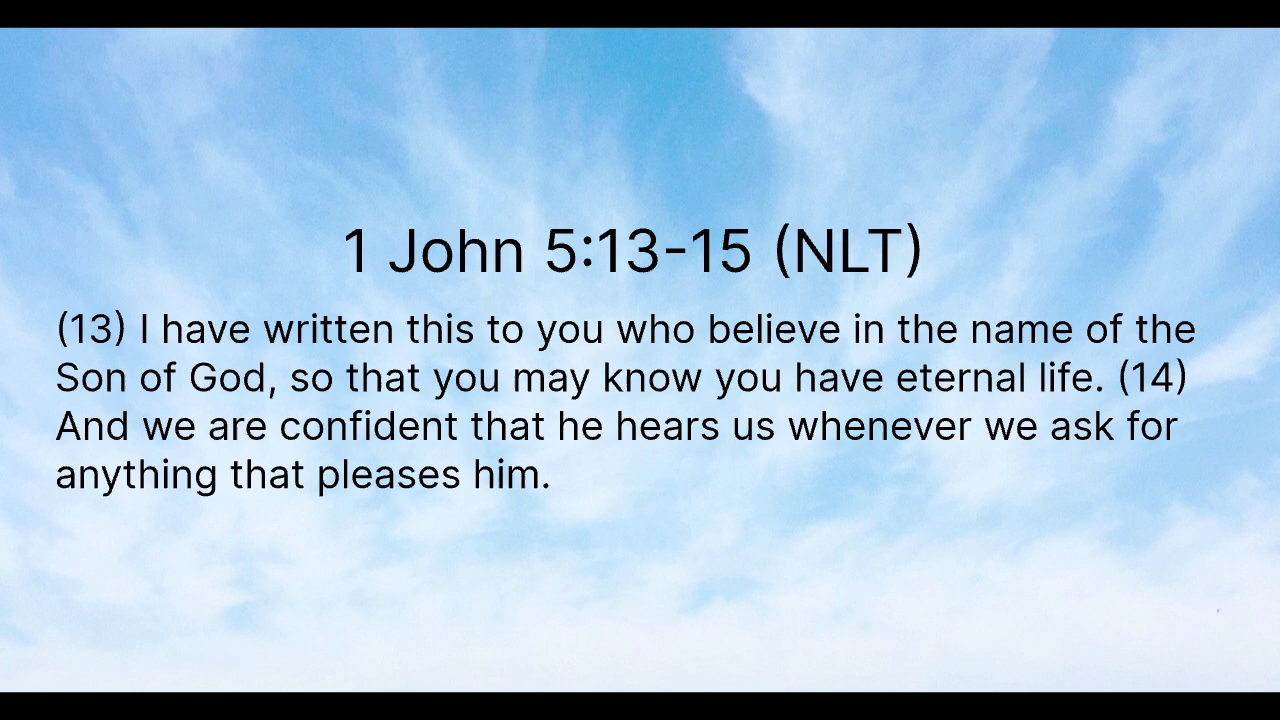 1 John 5:13-15 (NLT)
(13) I have written this to you who believe in the name of the
Son of God, so that you may know you have eternal life. (14)
And we are confident that he hears us whenever we ask for
anything that pleases him.